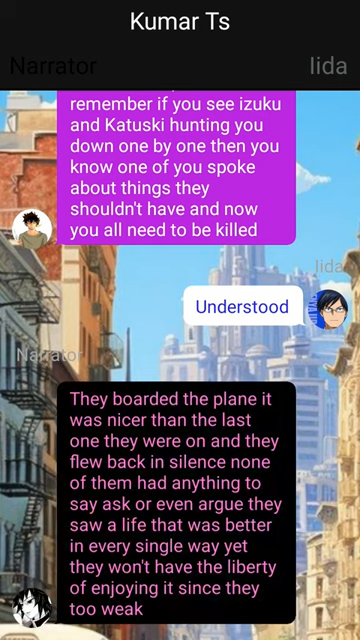 Kumar Ts
Narrator
Iida
remember if you see izuku
and Katuski hunting you
down one by one then you
know one of you spoke
about things they
shouldn't have and now
you all need to be killed
Iida
Understood
Narrator
They boarded the plane it
was nicer than the last
one they were on and they
flew back in silence none
of them had anything to
say ask or even argue they
saw a life that was better
in every single way yet
they won't have the liberty
of enjoying it since they
too weak